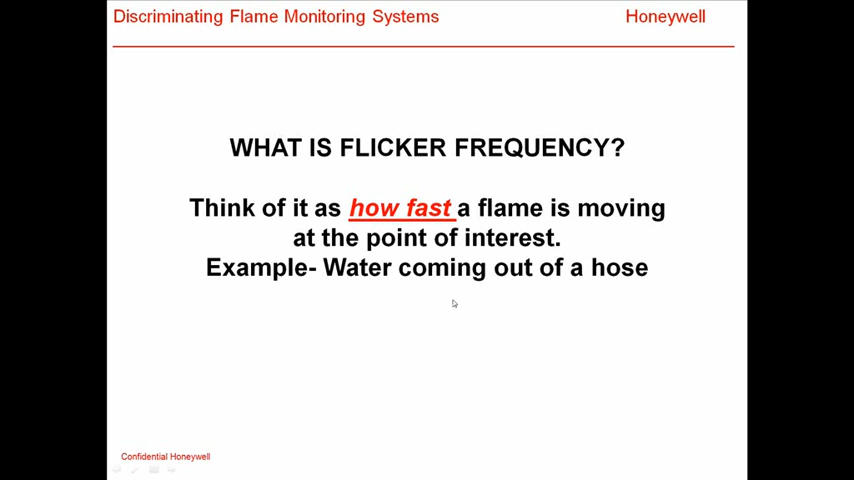 Discriminating Flame Monitoring Systems Honeywell
WHAT IS FLICKER FREQUENCY?
Think of it as how fast a flame is moving
at the point of interest.
Example- Water coming out of a hose
Confidential Honeywell